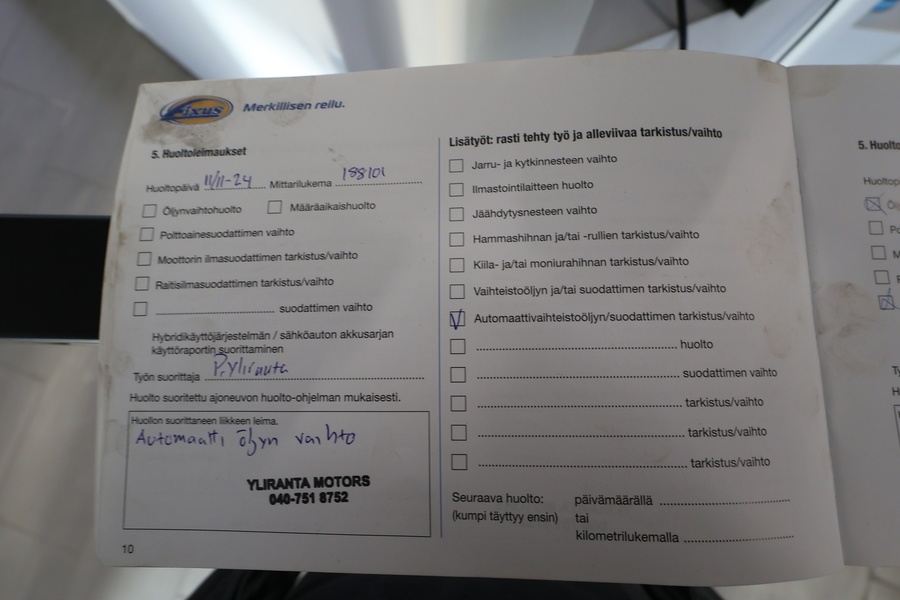 Fixus Merkillisen reilu.
5. Huoltoleimaukset
Huoltopäivä 11/11-24 Mittarilukema 188101
Öljynvaihtohuolto Määräaikaishuolto
Polttoainesuodattimen vaihto
Moottorin ilmasuodattimen tarkistus/vaihto
Raitisilmasuodattimen tarkistus/vaihto
suodattimen vaihto
Hybridikäyttöjärjestelmän / sähköauton akkusarjan
käyttöraportin suorittaminen
Työn suorittaja P.Yliranta
Huolto suoritettu ajoneuvon huolto-ohjelman mukaisesti.
Huollon suorittaneen liikkeen leima.
Automaatti öljyn vaihto
YLIRANTA MOTORS
040-751 8752
10
Lisätyöt: rasti tehty työ ja alleviivaa tarkistus/vaihto
Jarru- ja kytkinnesteen vaihto
Ilmastointilaitteen huolto
Jäähdytysnesteen vaihto
Hammashihnan ja/tai -rullien tarkistus/vaihto
Kiila- ja/tai moniurahihnan tarkistus/vaihto
Vaihteistoöljyn ja/tai suodattimen tarkistus/vaihto
Automaattivaihteistoöljyn/suodattimen tarkistus/vaihto
huolto
suodattimen vaihto
tarkistus/vaihto
tarkistus/vaihto
tarkistus/vaihto
Seuraava huolto: päivämäärällä
(kumpi täyttyy ensin) tai
kilometrilukemalla
5. Huolto
Huoltop